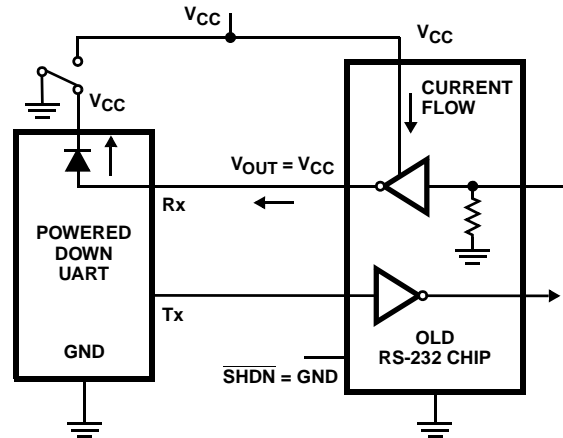 VCC
VCC
VCC
CURRENT
FLOW
VOUT = VCC
Rx
POWERED
DOWN
UART
Tx
GND
SHDN = GND
OLD
RS-232 CHIP